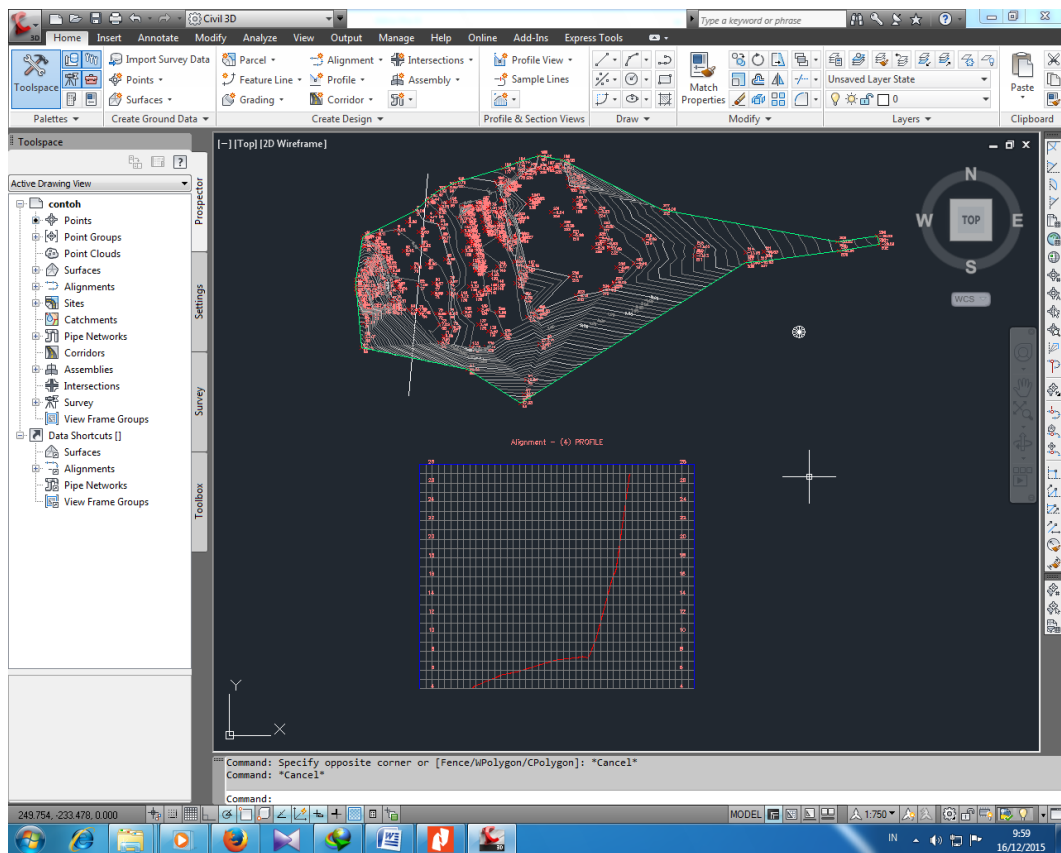 Civil 3D
Type a keyword or phrase
3D
Home Insert Annotate Modify Analyze View Output Manage Help Online Add-Ins Express Tools
Toolspace
Import Survey Data
Points
Surfaces
Parcel
Feature Line
Grading
Alignment
Profile
Corridor
Intersections
Assembly
Profile View
Sample Lines
Match
Properties
Unsaved Layer State
0
Paste
Palettes
Create Ground Data
Create Design
Profile & Section Views
Draw
Modify
Layers
Clipboard
Toolspace
Active Drawing View
contoh
Points
Point Groups
Point Clouds
Surfaces
Alignments
Sites
Catchments
Pipe Networks
Corridors
Assemblies
Intersections
Survey
View Frame Groups
Data Shortcuts []
Surfaces
Alignments
Pipe Networks
View Frame Groups
Prospector
Settings
Survey
Toolbox
[−] [Top] [2D Wireframe]
N
W TOP E
S
WCS
Alignment - (4) PROFILE
Y
X
Command: Specify opposite corner or [Fence/WPolygon/CPolygon]: *Cancel*
Command: *Cancel*
Command:
249.754, -233.478, 0.000
MODEL
1:750
IN
9:59
16/12/2015